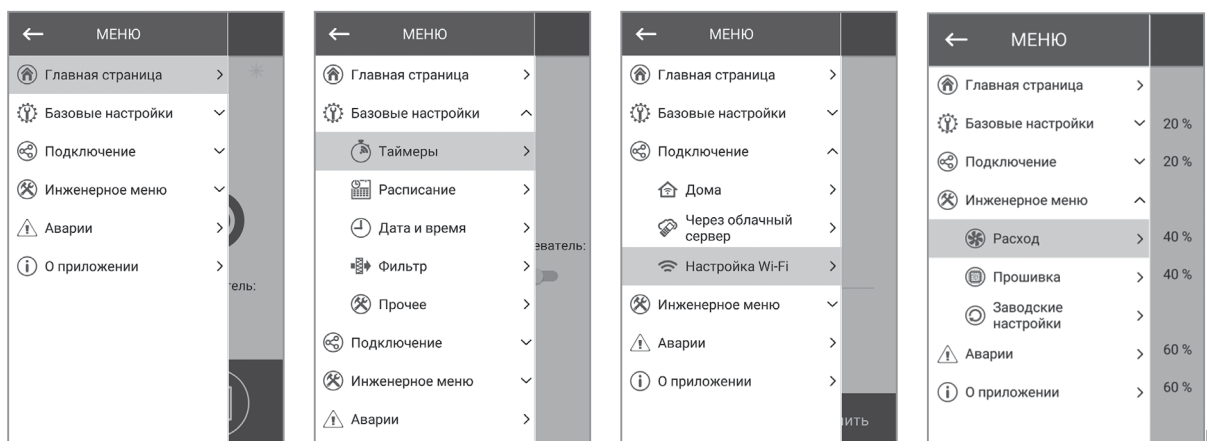 МЕНЮ
Главная страница
Базовые настройки
Подключение
Инженерное меню
Аварии
О приложении
тель:
МЕНЮ
Главная страница
Базовые настройки
Таймеры
Расписание
Дата и время
Фильтр
Прочее
Подключение
Инженерное меню
Аварии
еватель:
МЕНЮ
Главная страница
Базовые настройки
Подключение
Дома
Через облачный
сервер
Настройка Wi-Fi
Инженерное меню
Аварии
О приложении
ить
МЕНЮ
Главная страница
Базовые настройки 20 %
Подключение 20 %
Инженерное меню
Расход 40 %
Прошивка 40 %
Заводские
настройки
Аварии 60 %
О приложении 60 %